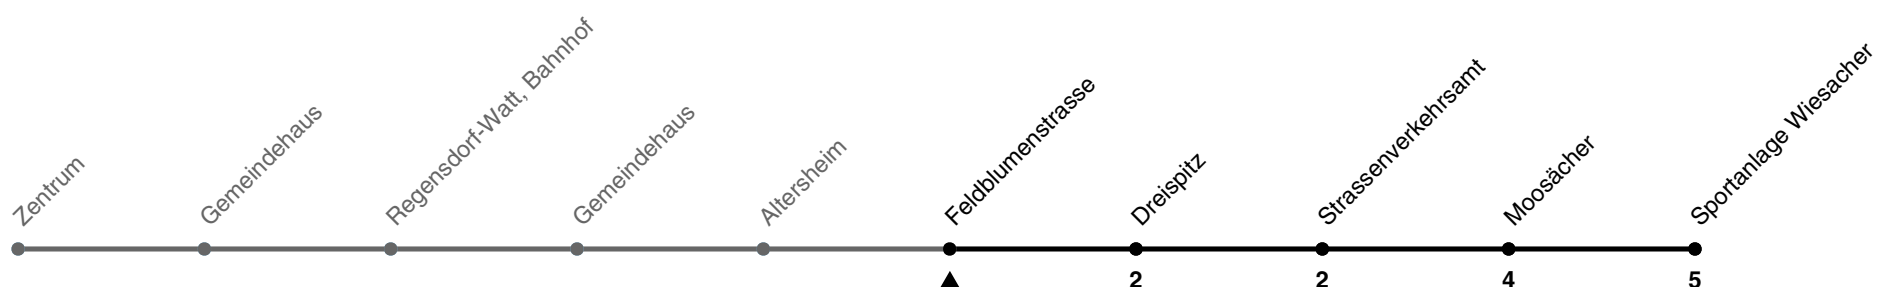 Zentrum
Gemeindehaus
Regensdorf-Watt, Bahnhof
Gemeindehaus
Altersheim
Feldblumenstrasse
Dreispitz
Strassenverkehrsamt
Moosächer
Sportanlage Wiesacher
2
2
4
5